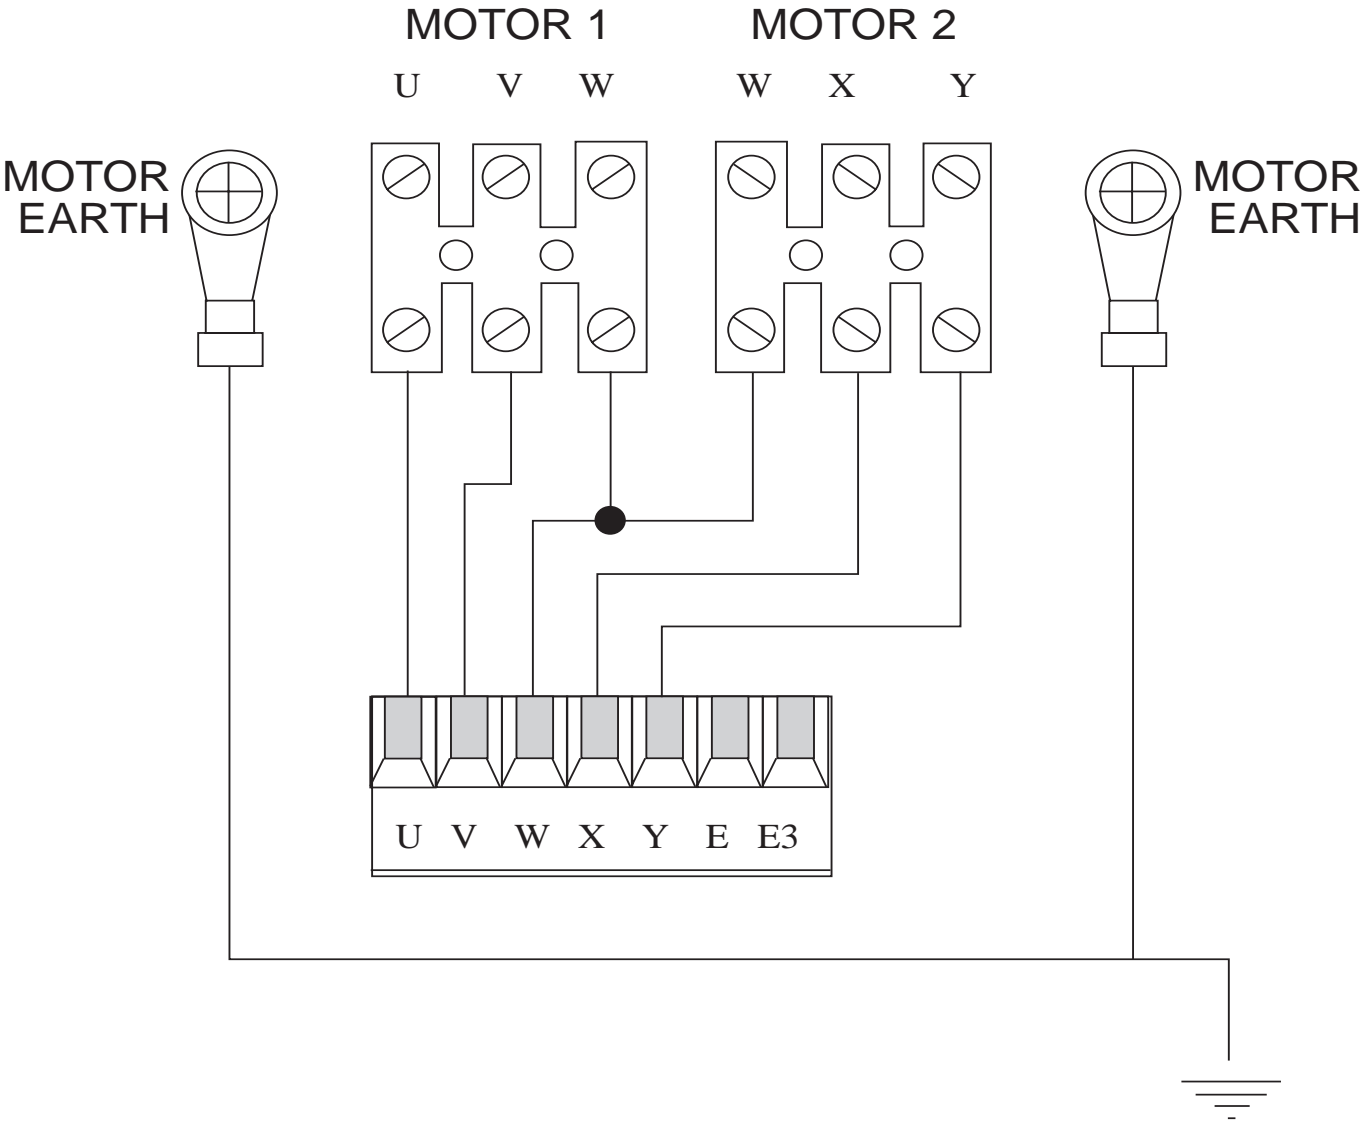 MOTOR 1
MOTOR 2
U V W
W X Y
MOTOR
EARTH
MOTOR
EARTH
U V W X Y E E3